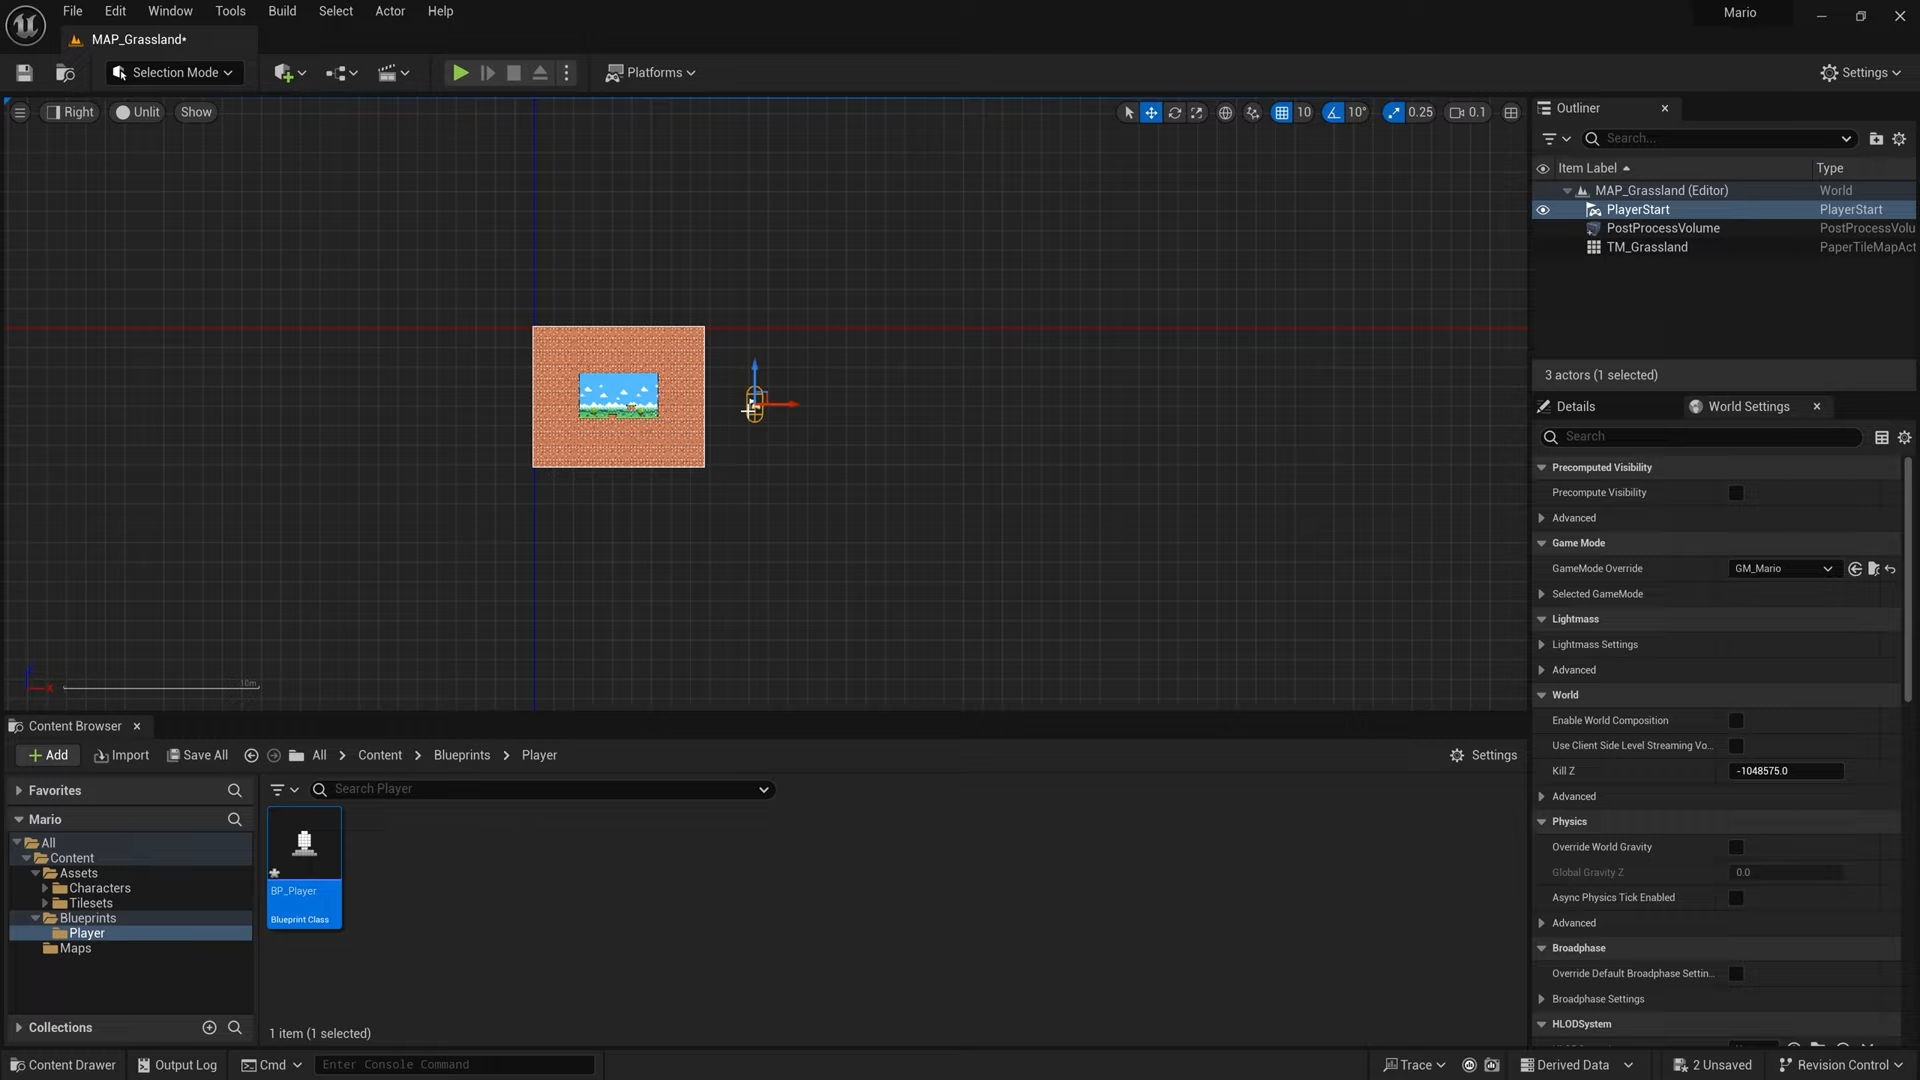 File Edit Window Tools Build Select Actor Help
Mario
MAP_Grassland*
Selection Mode
Platforms
Settings
Right Unlit Show
10 10° 0.25 0.1
Outliner
Search...
Item Label Type
MAP_Grassland (Editor) World
PlayerStart PlayerStart
PostProcessVolume PostProcessVolu
TM_Grassland PaperTileMapAct
3 actors (1 selected)
Details World Settings
Search
Precomputed Visibility
Precompute Visibility
Advanced
Game Mode
GameMode Override GM_Mario
Selected GameMode
Lightmass
Lightmass Settings
Advanced
World
Enable World Composition
Use Client Side Level Streaming Vo...
Kill Z -1048575.0
Advanced
Physics
Override World Gravity
Global Gravity Z 0.0
Async Physics Tick Enabled
Advanced
Broadphase
Override Default Broadphase Settin...
Broadphase Settings
HLODSystem
x 10m
Content Browser
Add Import Save All All Content Blueprints Player Settings
Favorites
Search Player
Mario
All
Content
Assets
Characters
Tilesets
Blueprints
Player
Maps
BP_Player
Blueprint Class
Collections
1 item (1 selected)
Content Drawer Output Log Cmd Enter Console Command Trace Derived Data 2 Unsaved Revision Control